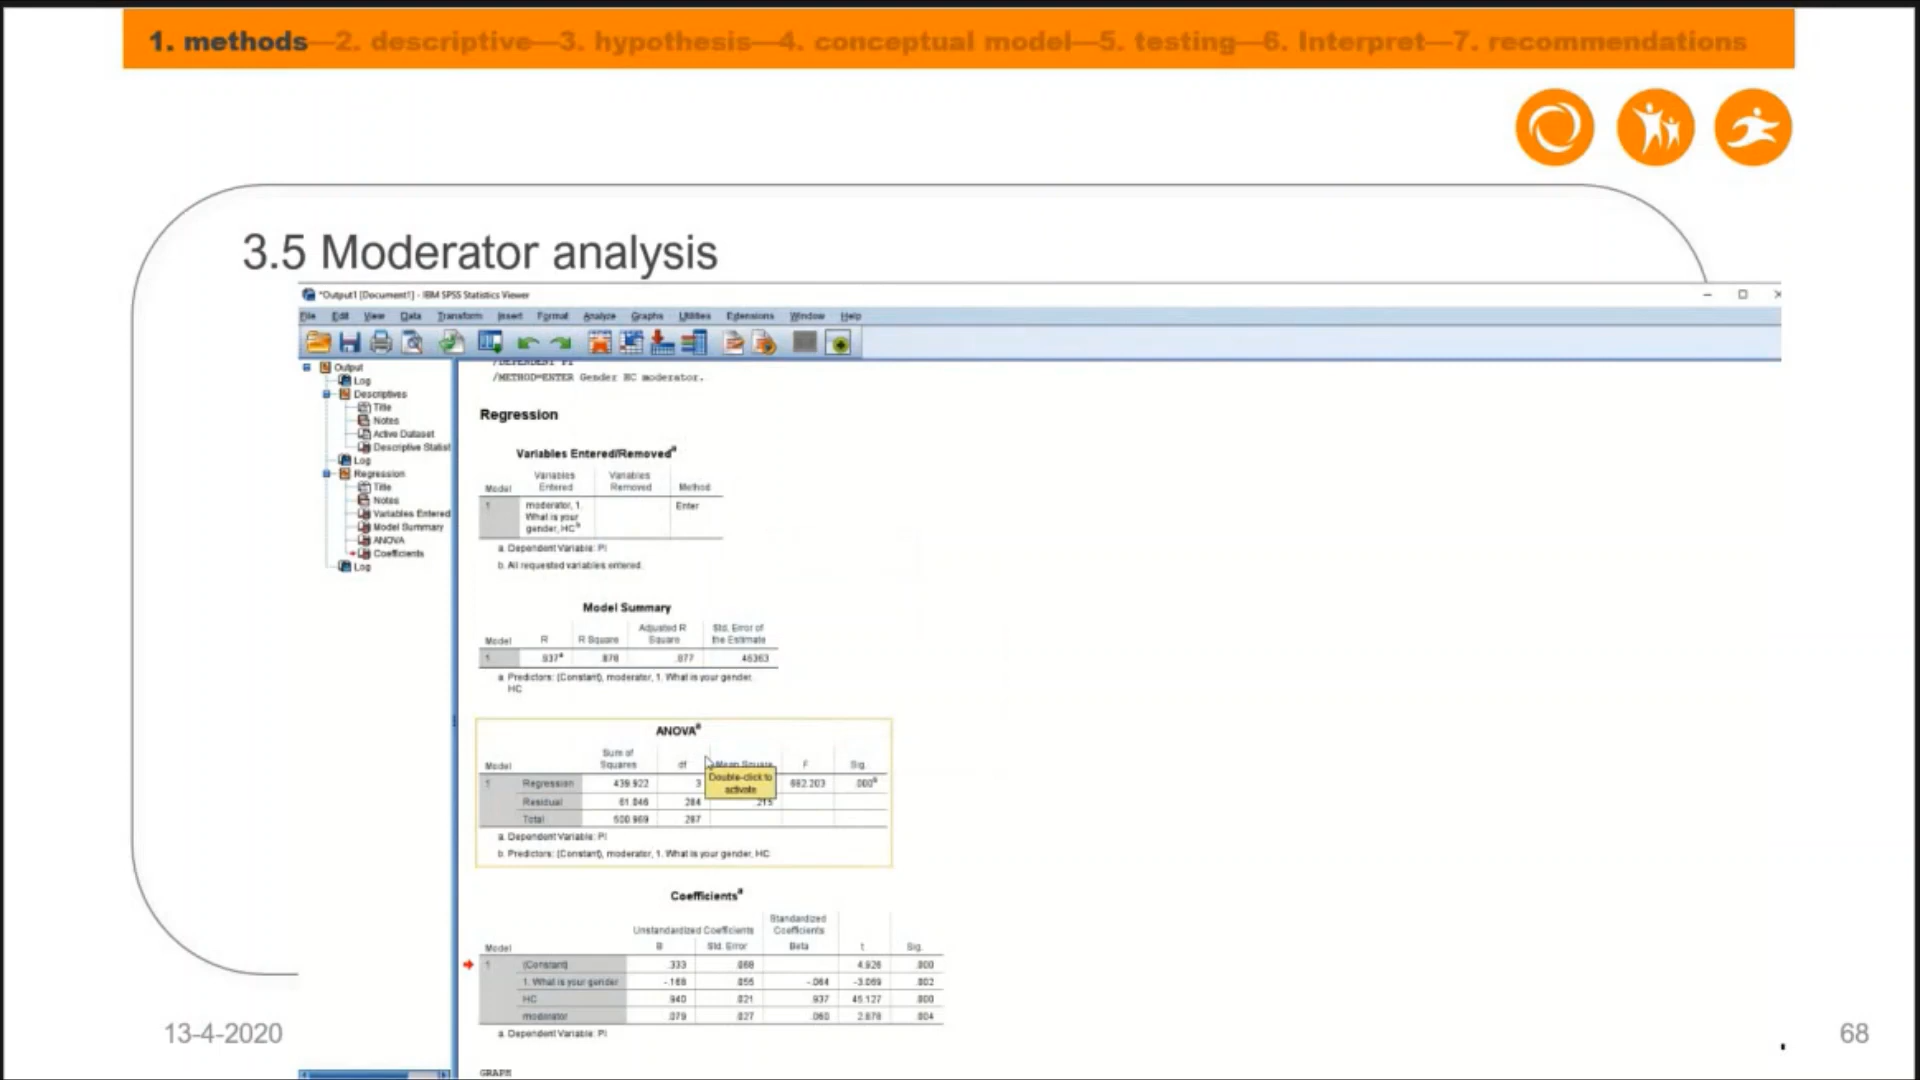 1. methods—2. descriptive—3. hypothesis—4. conceptual model—5. testing—6. Interpret—7. recommendations
3.5 Moderator analysis
*Output1 [Document1] - IBM SPSS Statistics Viewer
File Edit View Data Transform Insert Format Analyze Graphs Utilities Extensions Window Help
Output
Log
Descriptives
Title
Notes
Active Dataset
Descriptive Statist
Log
Regression
Title
Notes
Variables Entered
Model Summary
ANOVA
Coefficients
Log
/DEPENDENT PI
/METHOD=ENTER Gender HC moderator.
Regression
Variables Entered/Removed a
Model Variables Entered Variables Removed Method
1 moderator, 1. What is your gender, HC b Enter
a. Dependent Variable: PI
b. All requested variables entered.
Model Summary
Model R R Square Adjusted R Square Std. Error of the Estimate
1 .937a .878 .877 .46363
a. Predictors: (Constant), moderator, 1. What is your gender,
HC
ANOVA a
Model Sum of Squares df Mean Square F Sig.
1 Regression 439.922 3 682.203 .000b
Double-click to
activate
Residual 61.046 284 .215
Total 500.969 287
a. Dependent Variable: PI
b. Predictors: (Constant), moderator, 1. What is your gender, HC
Coefficients a
Unstandardized Coefficients Standardized Coefficients
Model B Std. Error Beta t Sig.
1 (Constant) .333 .068 4.926 .000
1. What is your gender -.168 .055 -.064 -3.069 .002
HC .940 .021 .937 45.127 .000
moderator .079 .027 .060 2.878 .004
a. Dependent Variable: PI
GRAPH
13-4-2020
68